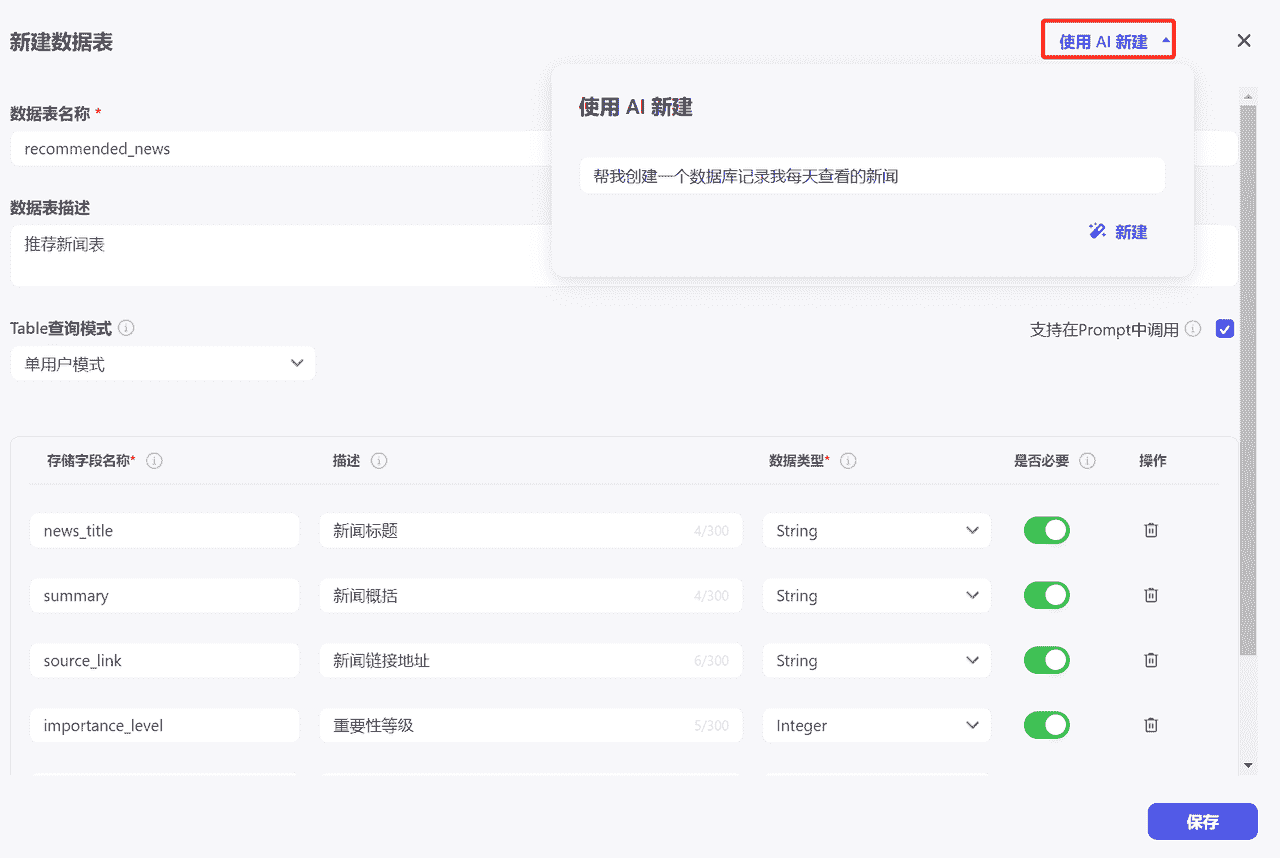 新建数据表
使用 AI 新建
使用 AI 新建
帮我创建一个数据库记录我每天查看的新闻
新建
数据表名称 *
recommended_news
数据表描述
推荐新闻表
Table查询模式
支持在Prompt中调用
单用户模式
存储字段名称* 描述 数据类型* 是否必要 操作
news_title 新闻标题 4/300 String
summary 新闻概括 4/300 String
source_link 新闻链接地址 6/300 String
importance_level 重要性等级 5/300 Integer
保存